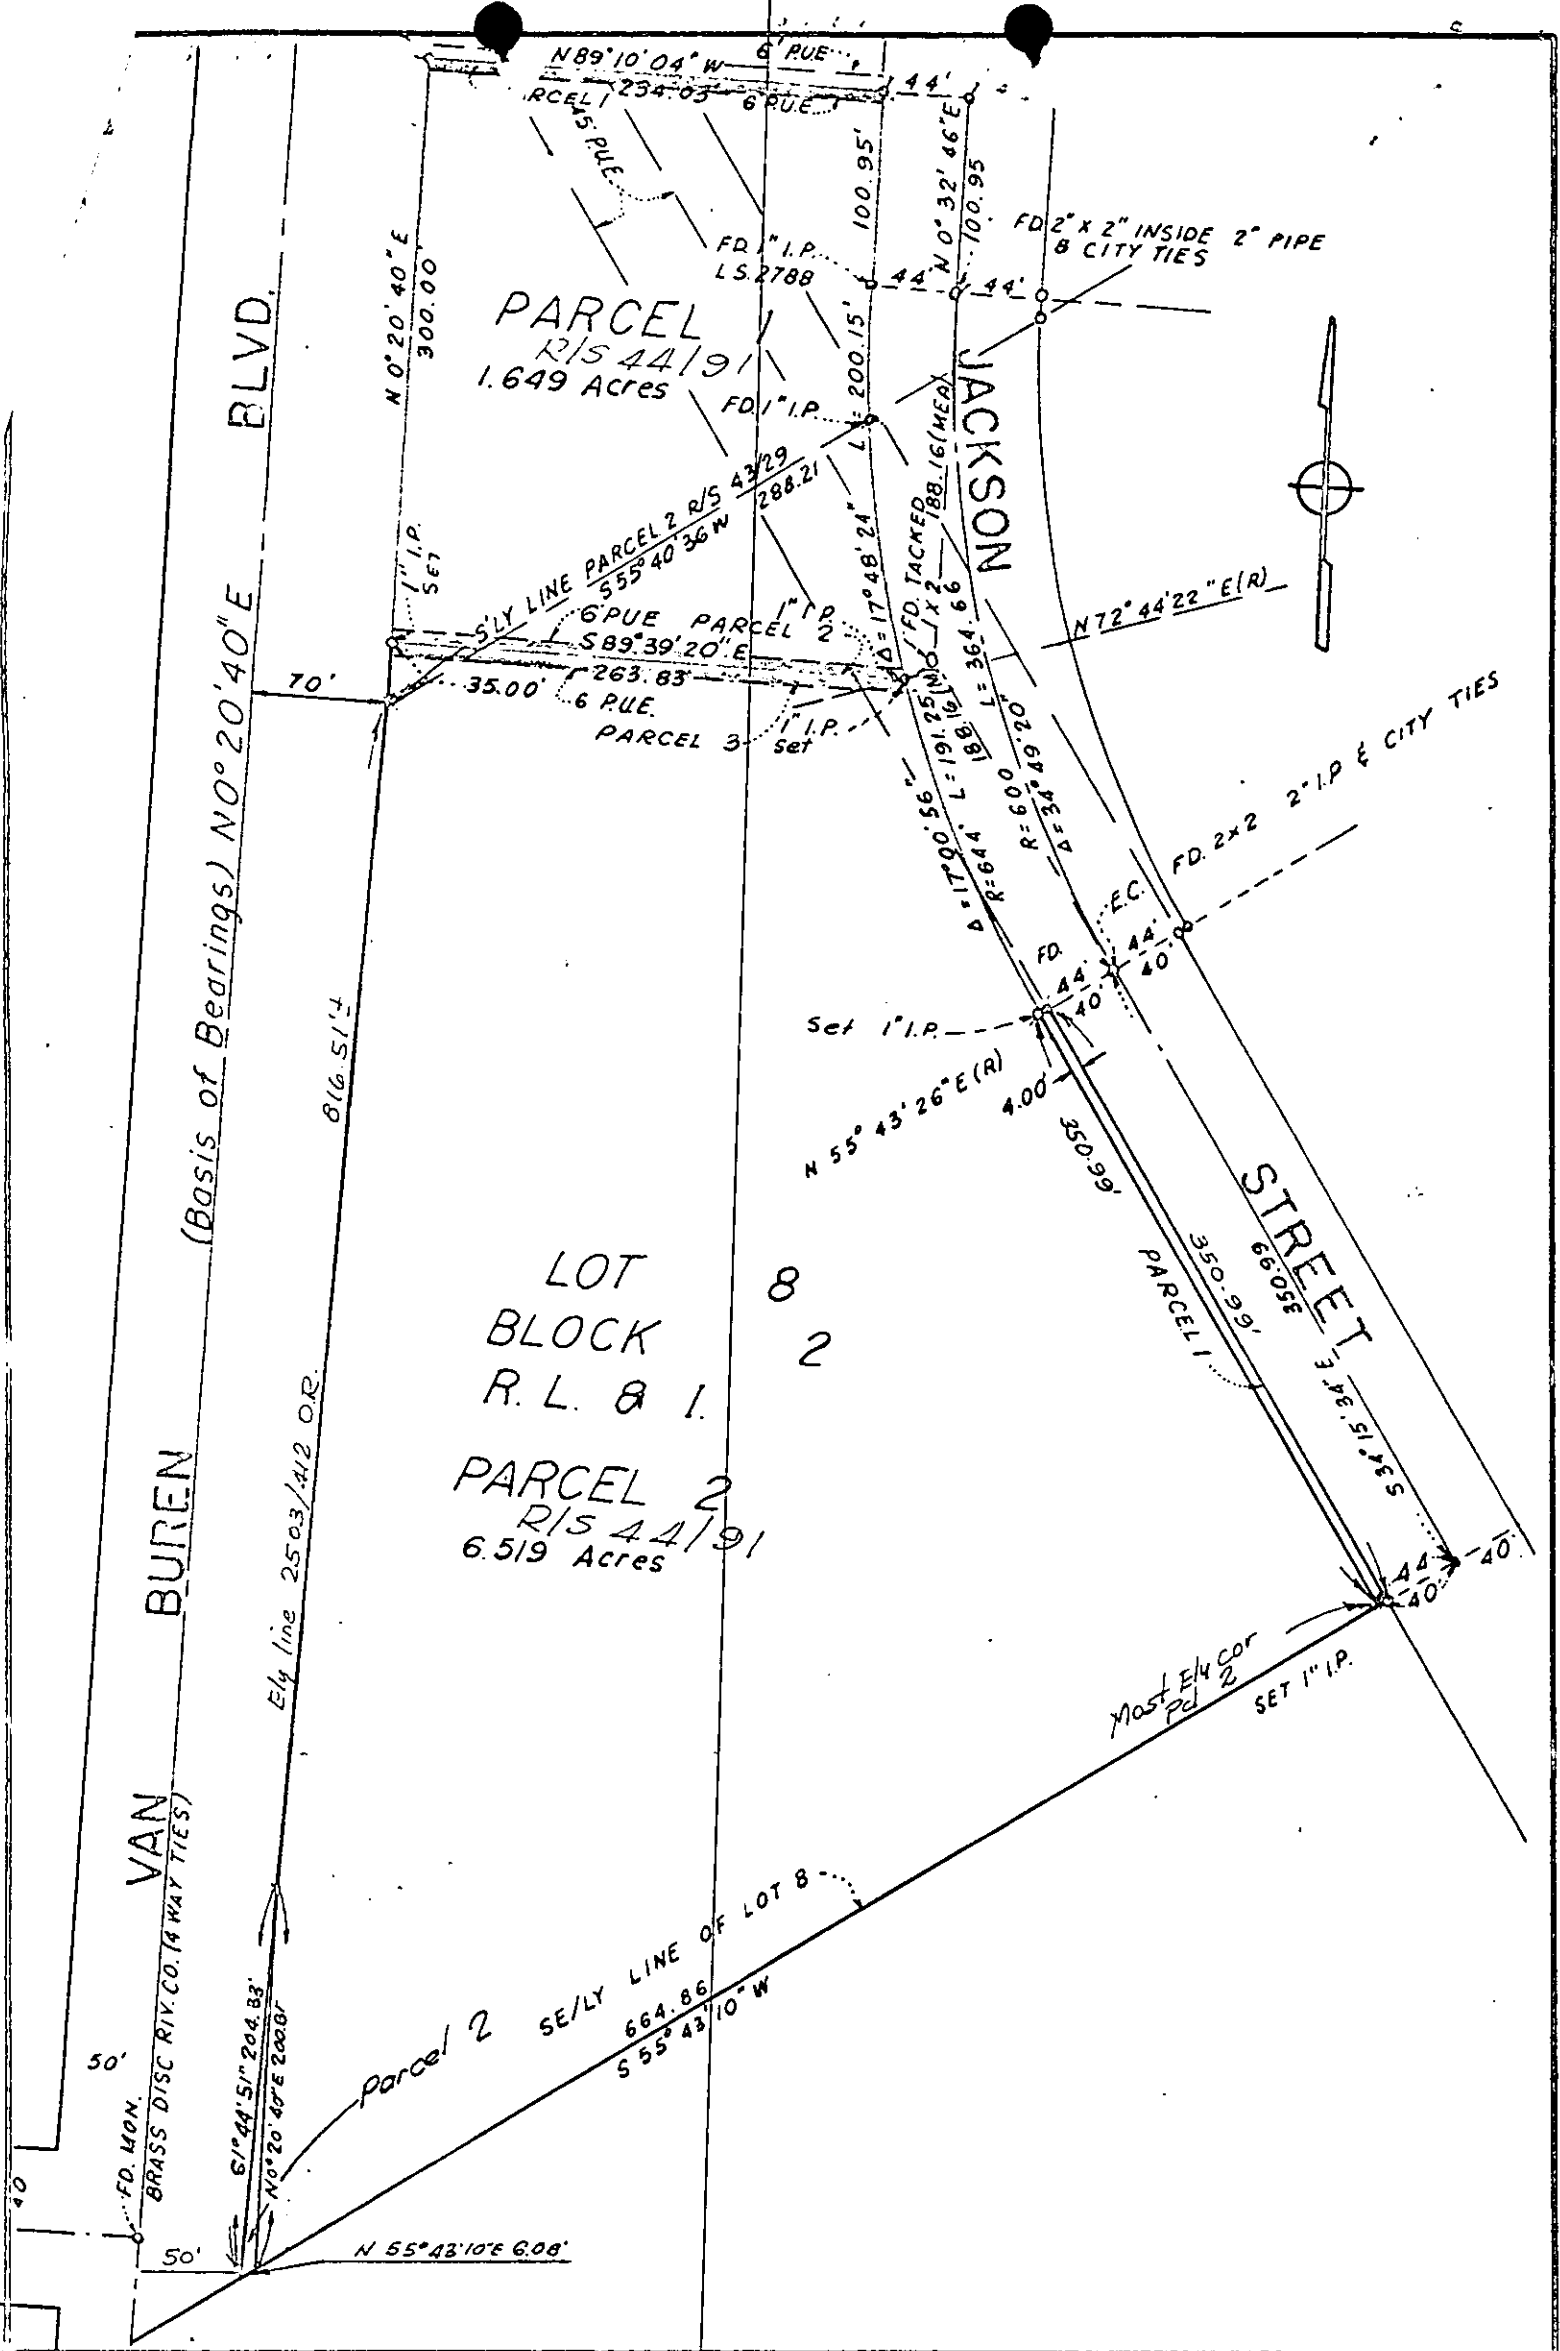 N 89° 10' 04" W
6' P.U.E.
234.03'
6 P.U.E.
RCEL 1
44'
15' P.U.E.
100.95'
N 0° 32' 46" E
100.95
N 0° 20' 40" E
300.00'
FD. 1" I.P.
L S. 2788
44'
44'
FD 2" x 2" INSIDE 2" PIPE
& CITY TIES
PARCEL 1
R/S 44/91
1.649 Acres
FD. 1" I.P.
L = 200.15'
Δ = 17° 48' 24"
JACKSON
STREET
BLVD.
BUREN
VAN
(Basis of Bearings) N0° 20' 40" E
S'LY LINE PARCEL 2 R/S 43/29
S 55° 40' 36 W 288.21
1" I.P.
SET
6' PUE PARCEL 2
1" I.P.
S 89° 39' 20" E
263.83'
6 P.U.E.
PARCEL 3
1" I.P.
Set
35.00'
70'
FD. TACKED
1 x 2
188.16 (MEA)
L = 364.66
R = 600
Δ = 34° 49' 20"
N 72° 44' 22" E (R)
188.16
Δ = 17° 00' 56"
L = 191.25
R = 644'
E.C.
FD. 2x2 2" I.P & CITY TIES
FD.
44'
40'
44'
40'
Set 1" I.P.
N 55° 43' 26" E (R)
4.00'
350.99'
350.99'
PARCEL 1
350.99
S 34° 15' 34" E
816.51' ±
LOT 8
BLOCK 2
R. L. & I.
PARCEL 2
R/S 44/91
6.519 Acres
Ely line 2503/412 O.R.
44
40
40
Most Ely cor
Pcl 2
SET 1" I.P.
SE/LY LINE OF LOT 8
664.86
S 55° 43' 10" W
Parcel 2
50'
FD. MON.
BRASS DISC RIV. CO. (4 WAY TIES)
61° 44' 51" 204.83'
N0° 20' 40" E 200.81'
50'
N 55° 43' 10" E 6.08'
40